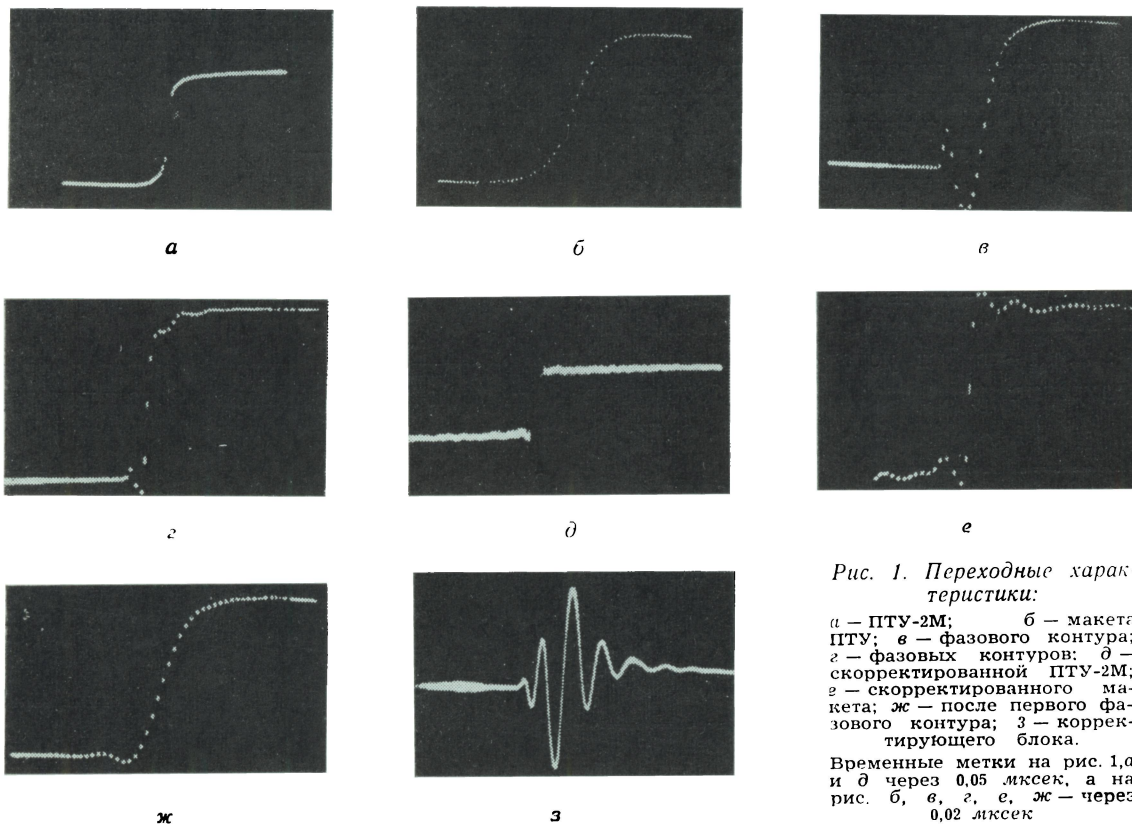 а
б
в
г
д
е
Рис. 1. Переходные харак
теристики:
а — ПТУ-2М; б — макета
ПТУ; в — фазового контура;
г — фазовых контуров; д —
скорректированной ПТУ-2М;
е — скорректированного ма-
кета; ж — после первого фа-
зового контура; З — коррек-
тирующего блока.
Временные метки на рис. 1,а
и д через 0,05 мксек, а на
рис. б, в, г, е, ж — через
0,02 мксек
ж
з